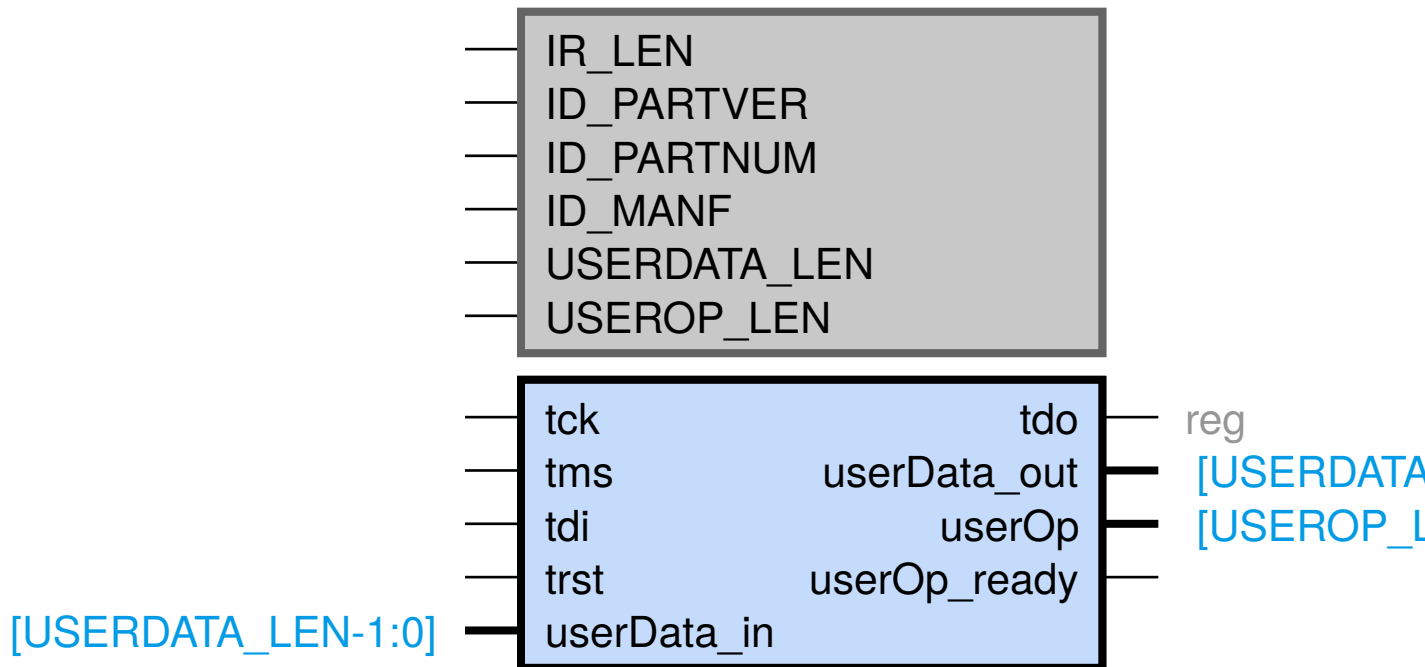 IR_LEN
ID_PARTVER
ID_PARTNUM
ID_MANF
USERDATA_LEN
USEROP_LEN
tck tdo reg
tms userData_out [USERDATA
tdi userOp [USEROP_L
trst userOp_ready
[USERDATA_LEN-1:0] userData_in